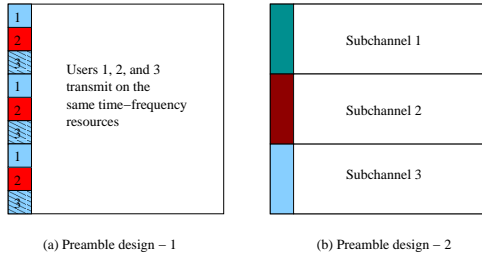 1
2
3
1
2
3
1
2
3
Users 1, 2, and 3
transmit on the
same time−frequency
resources
(a) Preamble design − 1
Subchannel 1
Subchannel 2
Subchannel 3
(b) Preamble design − 2